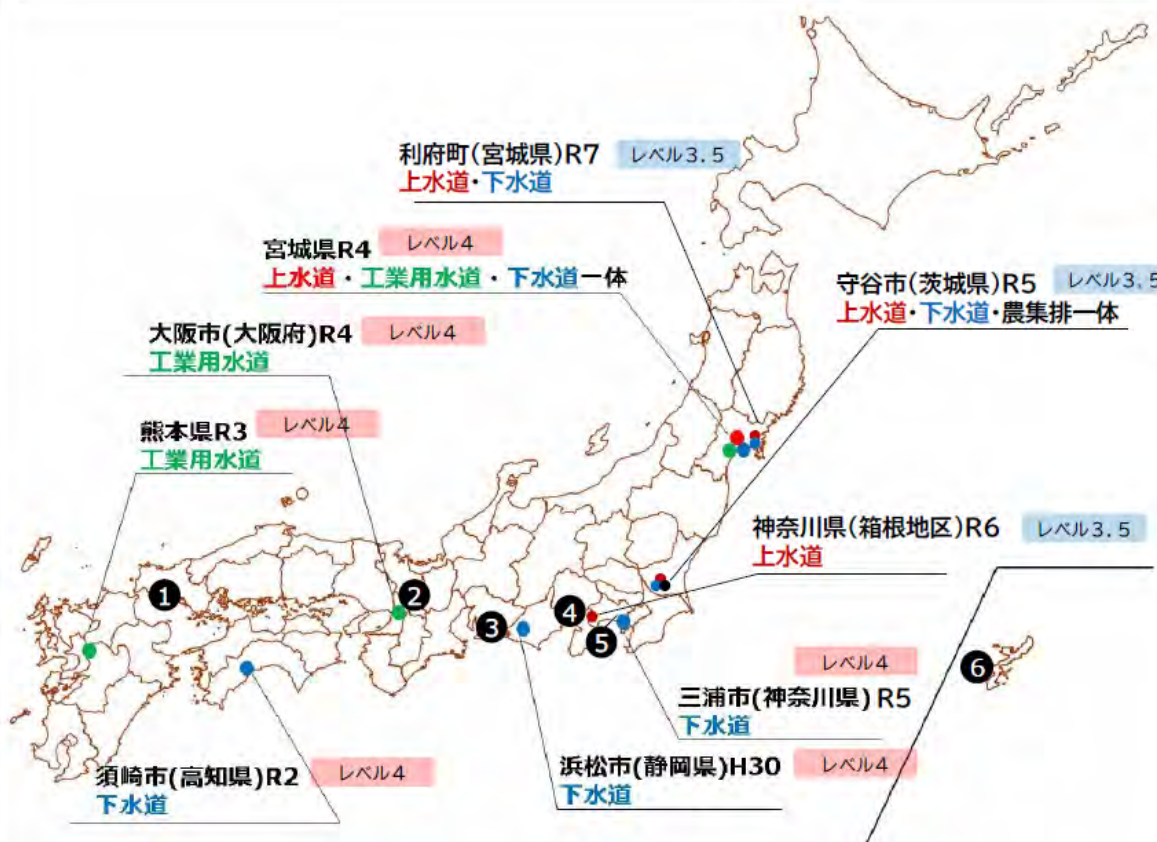 利府町(宮城県)R7 レベル3.5
上水道・下水道
宮城県R4 レベル4
上水道・工業用水道・下水道一体
守谷市(茨城県)R5 レベル3.5
上水道・下水道・農集排一体
大阪市(大阪府)R4 レベル4
工業用水道
熊本県R3 レベル4
工業用水道
神奈川県(箱根地区)R6 レベル3.5
上水道
❶
❷
❸
❹
❺
❻
レベル4
三浦市(神奈川県)R5
下水道
浜松市(静岡県)H30 レベル4
下水道
須崎市(高知県)R2 レベル4
下水道